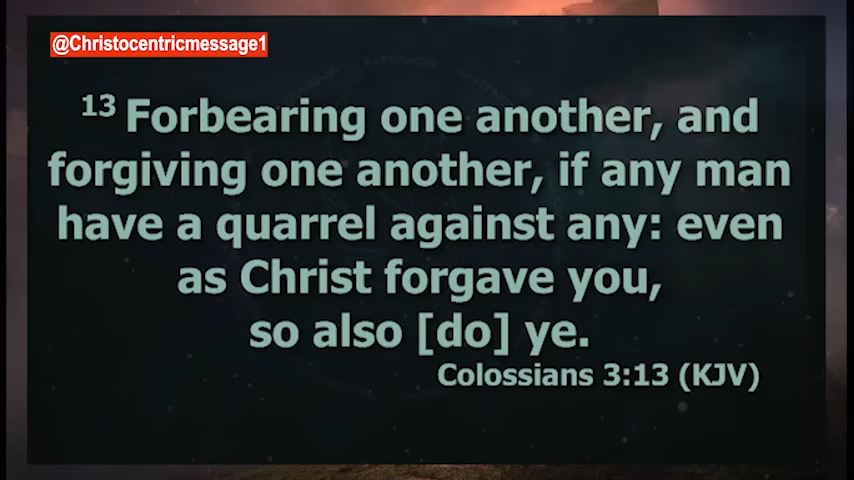 @Christocentricmessage1
13 Forbearing one another, and
forgiving one another, if any man
have a quarrel against any: even
as Christ forgave you,
so also [do] ye.
Colossians 3:13 (KJV)